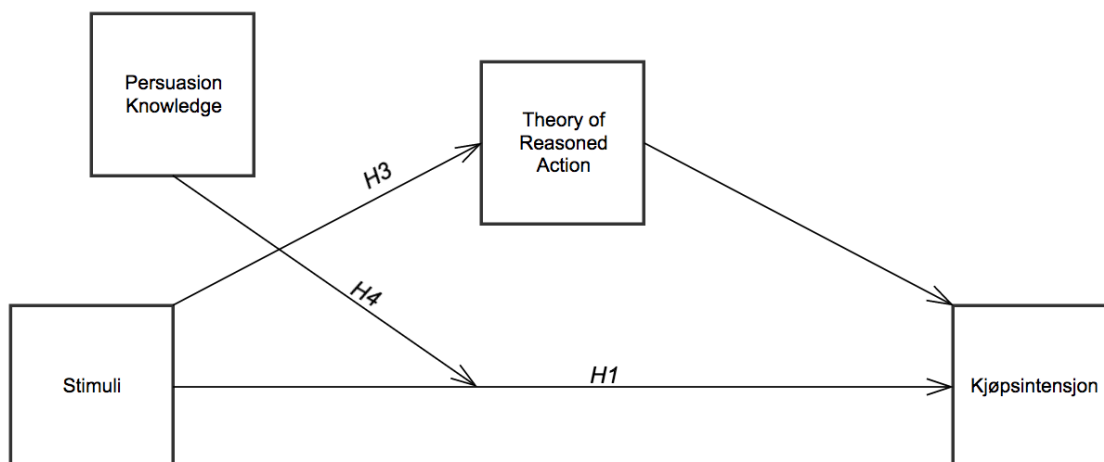 Persuasion
Knowledge
Theory of
Reasoned
Action
H3
H4
Stimuli
H1
Kjøpsintensjon